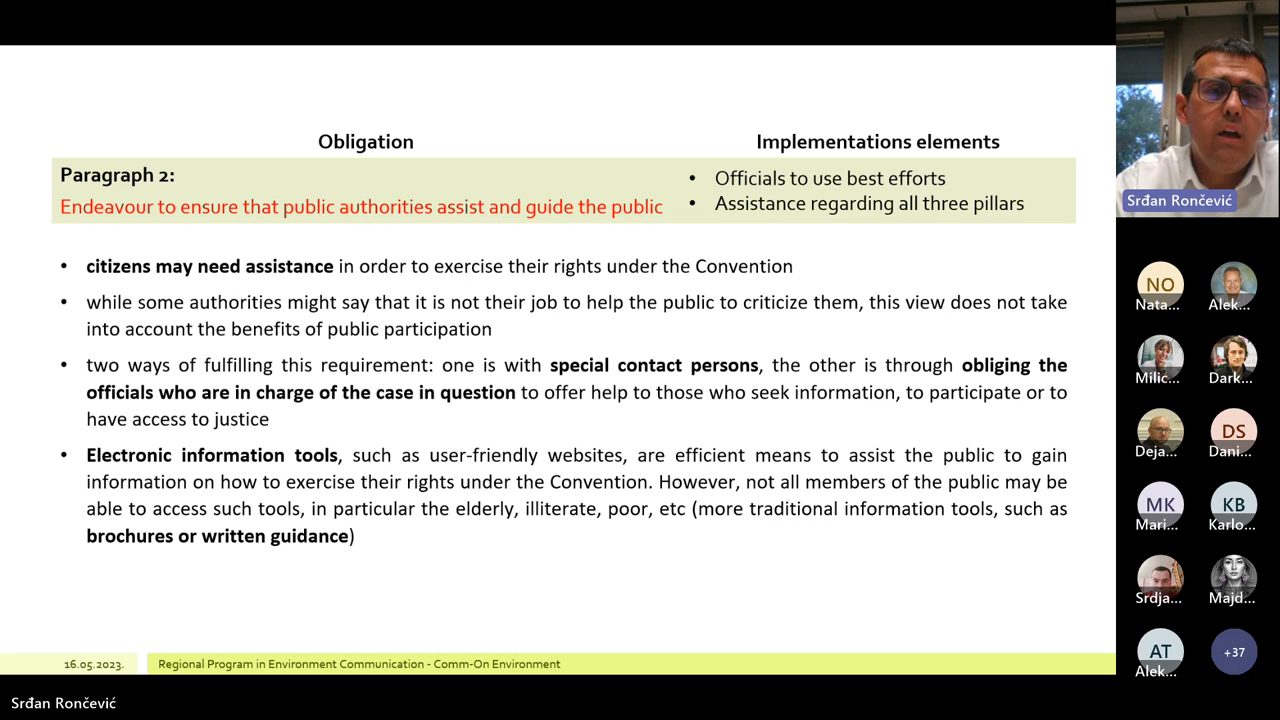 Obligation
Implementations elements
Paragraph 2:
Endeavour to ensure that public authorities assist and guide the public
• Officials to use best efforts
• Assistance regarding all three pillars
• citizens may need assistance in order to exercise their rights under the Convention
• while some authorities might say that it is not their job to help the public to criticize them, this view does not take
into account the benefits of public participation
• two ways of fulfilling this requirement: one is with special contact persons, the other is through obliging the
officials who are in charge of the case in question to offer help to those who seek information, to participate or to
have access to justice
• Electronic information tools, such as user-friendly websites, are efficient means to assist the public to gain
information on how to exercise their rights under the Convention. However, not all members of the public may be
able to access such tools, in particular the elderly, illiterate, poor, etc (more traditional information tools, such as
brochures or written guidance)
16.05.2023.
Regional Program in Environment Communication - Comm-On Environment
Srđan Rončević
Srđan Rončević
NO
Nata...
Alek...
Milic...
Dark...
Deja...
DS
Dani...
MK
Mari...
KB
Karlo...
Srdja...
Majd...
AT
Alek...
+37